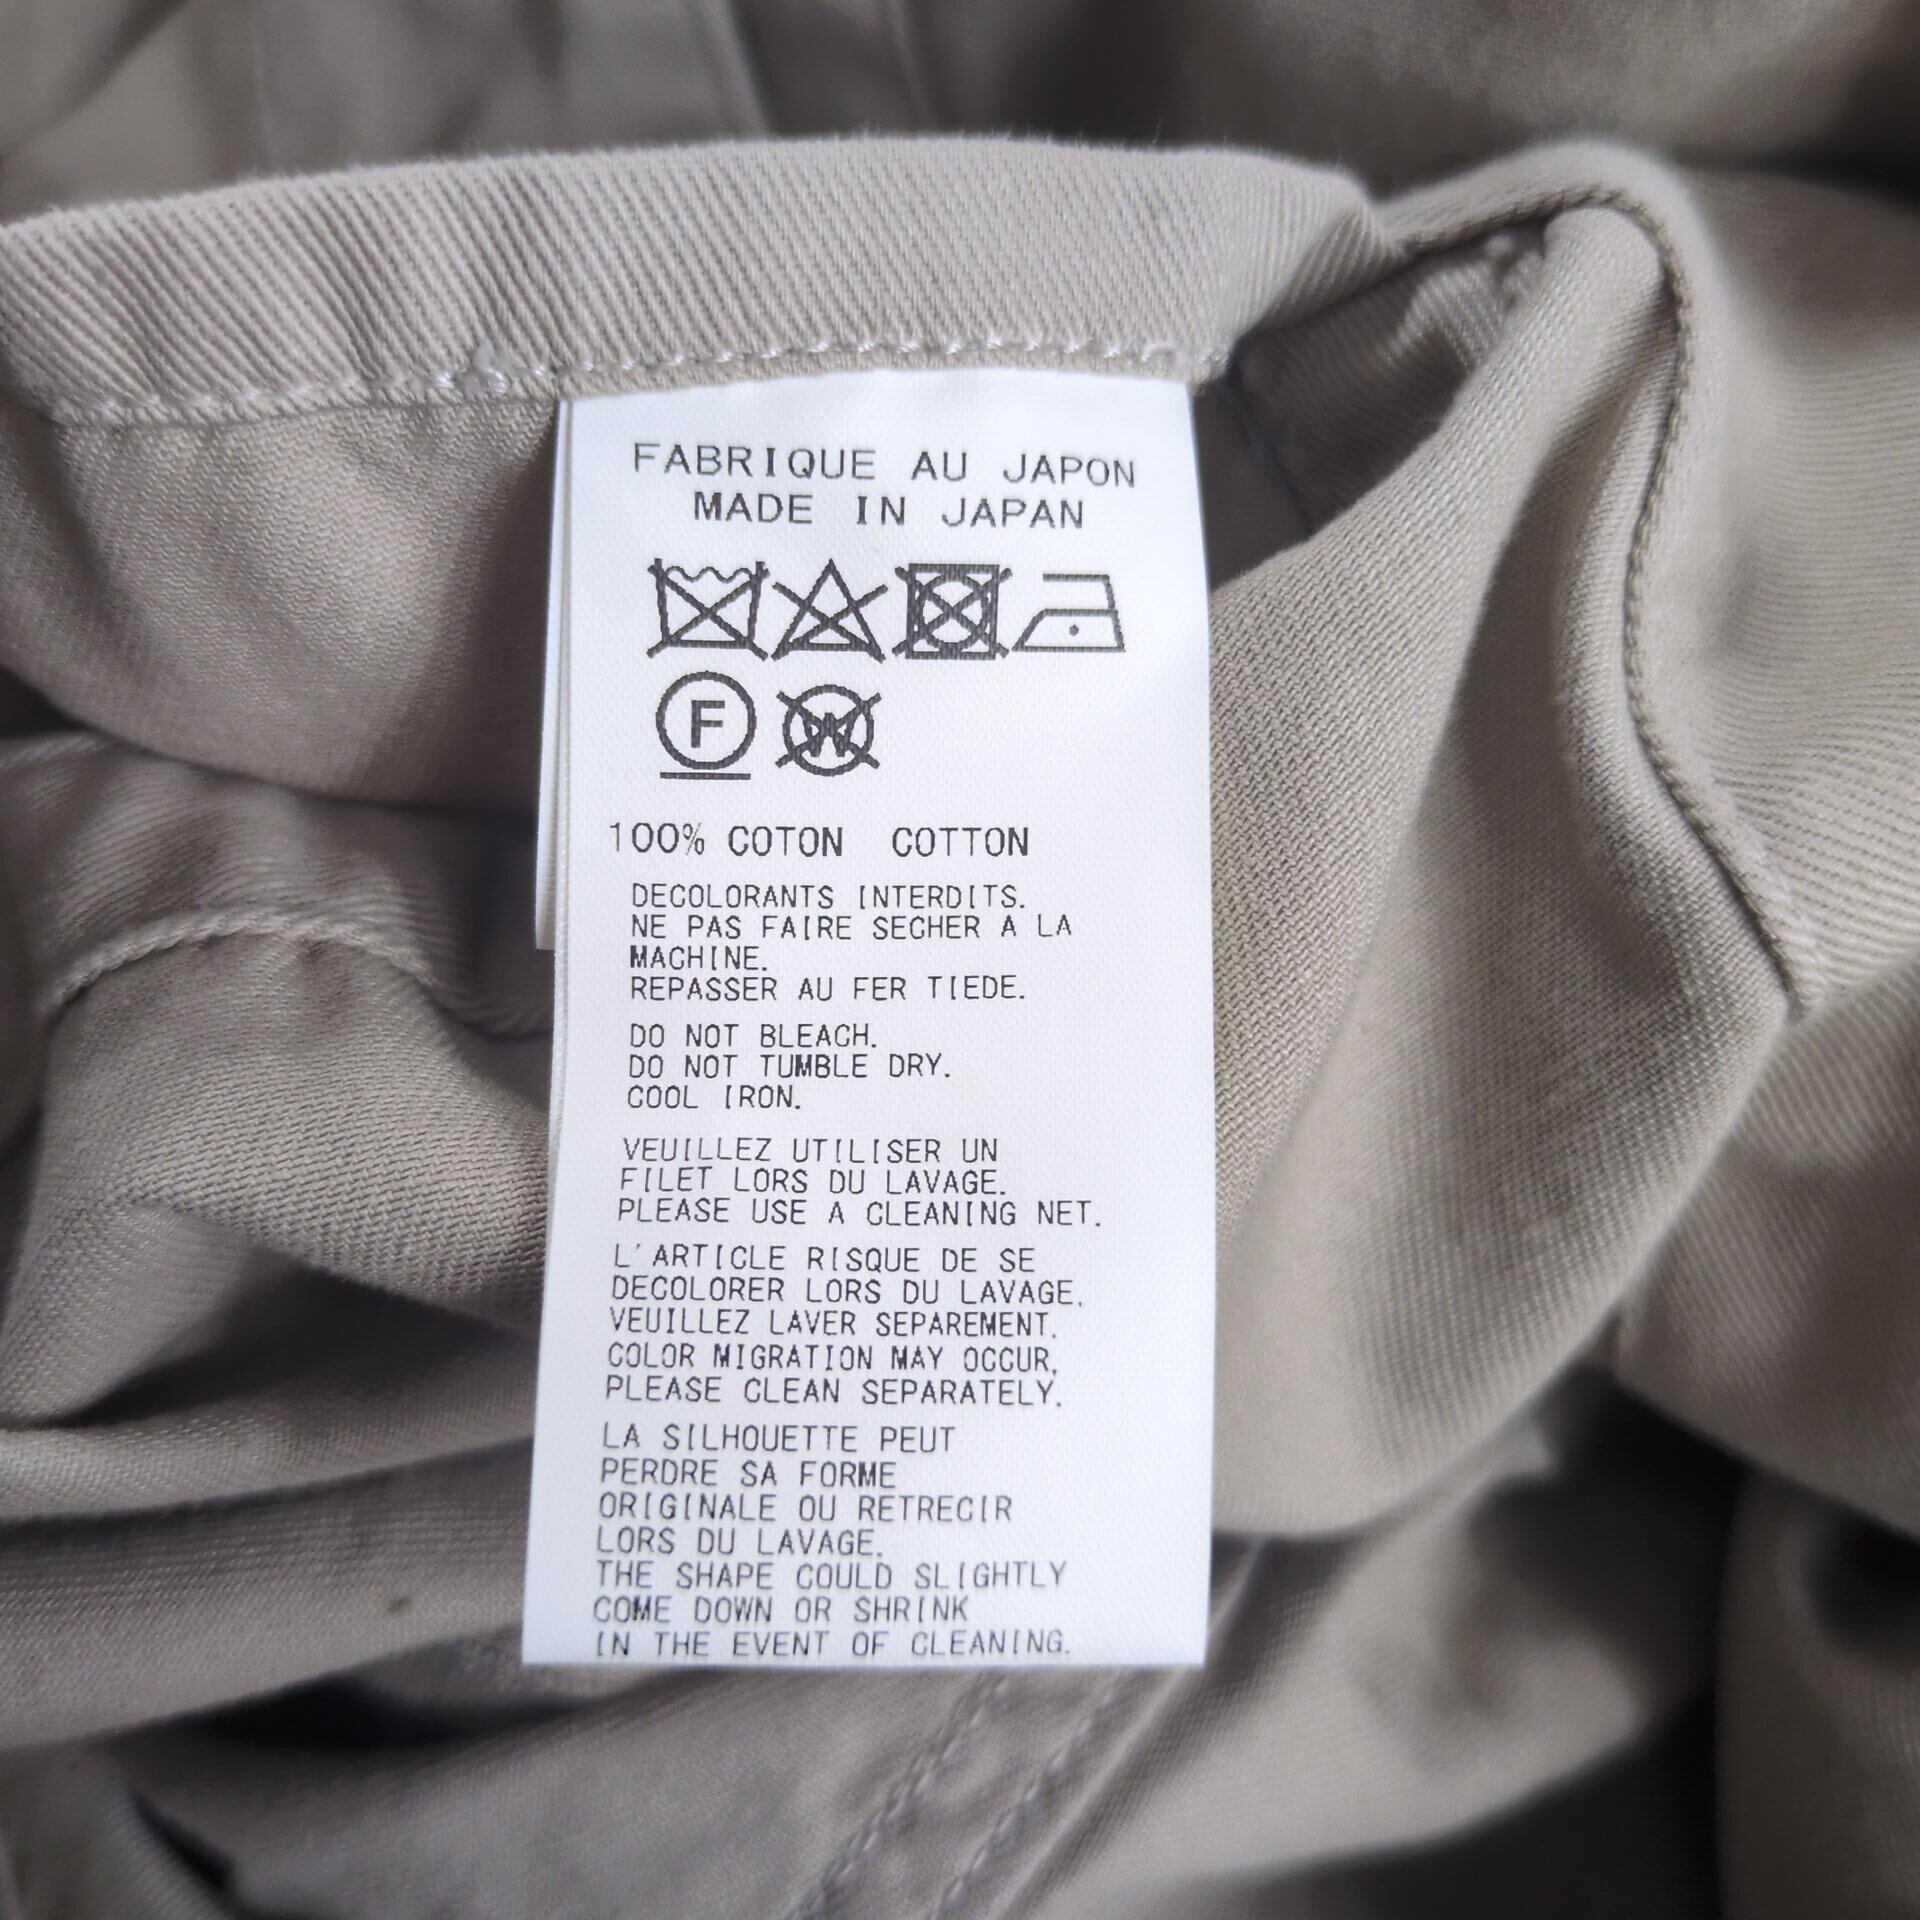 FABRIQUE AU JAPON
MADE IN JAPAN
F W
100% COTON COTTON
DECOLORANTS INTERDITS.
NE PAS FAIRE SECHER A LA
MACHINE.
REPASSER AU FER TIEDE.
DO NOT BLEACH.
DO NOT TUMBLE DRY.
COOL IRON.
VEUILLEZ UTILISER UN
FILET LORS DU LAVAGE.
PLEASE USE A CLEANING NET.
L'ARTICLE RISQUE DE SE
DECOLORER LORS DU LAVAGE.
VEUILLEZ LAVER SEPAREMENT.
COLOR MIGRATION MAY OCCUR,
PLEASE CLEAN SEPARATELY.
LA SILHOUETTE PEUT
PERDRE SA FORME
ORIGINALE OU RETRECIR
LORS DU LAVAGE.
THE SHAPE COULD SLIGHTLY
COME DOWN OR SHRINK
IN THE EVENT OF CLEANING.